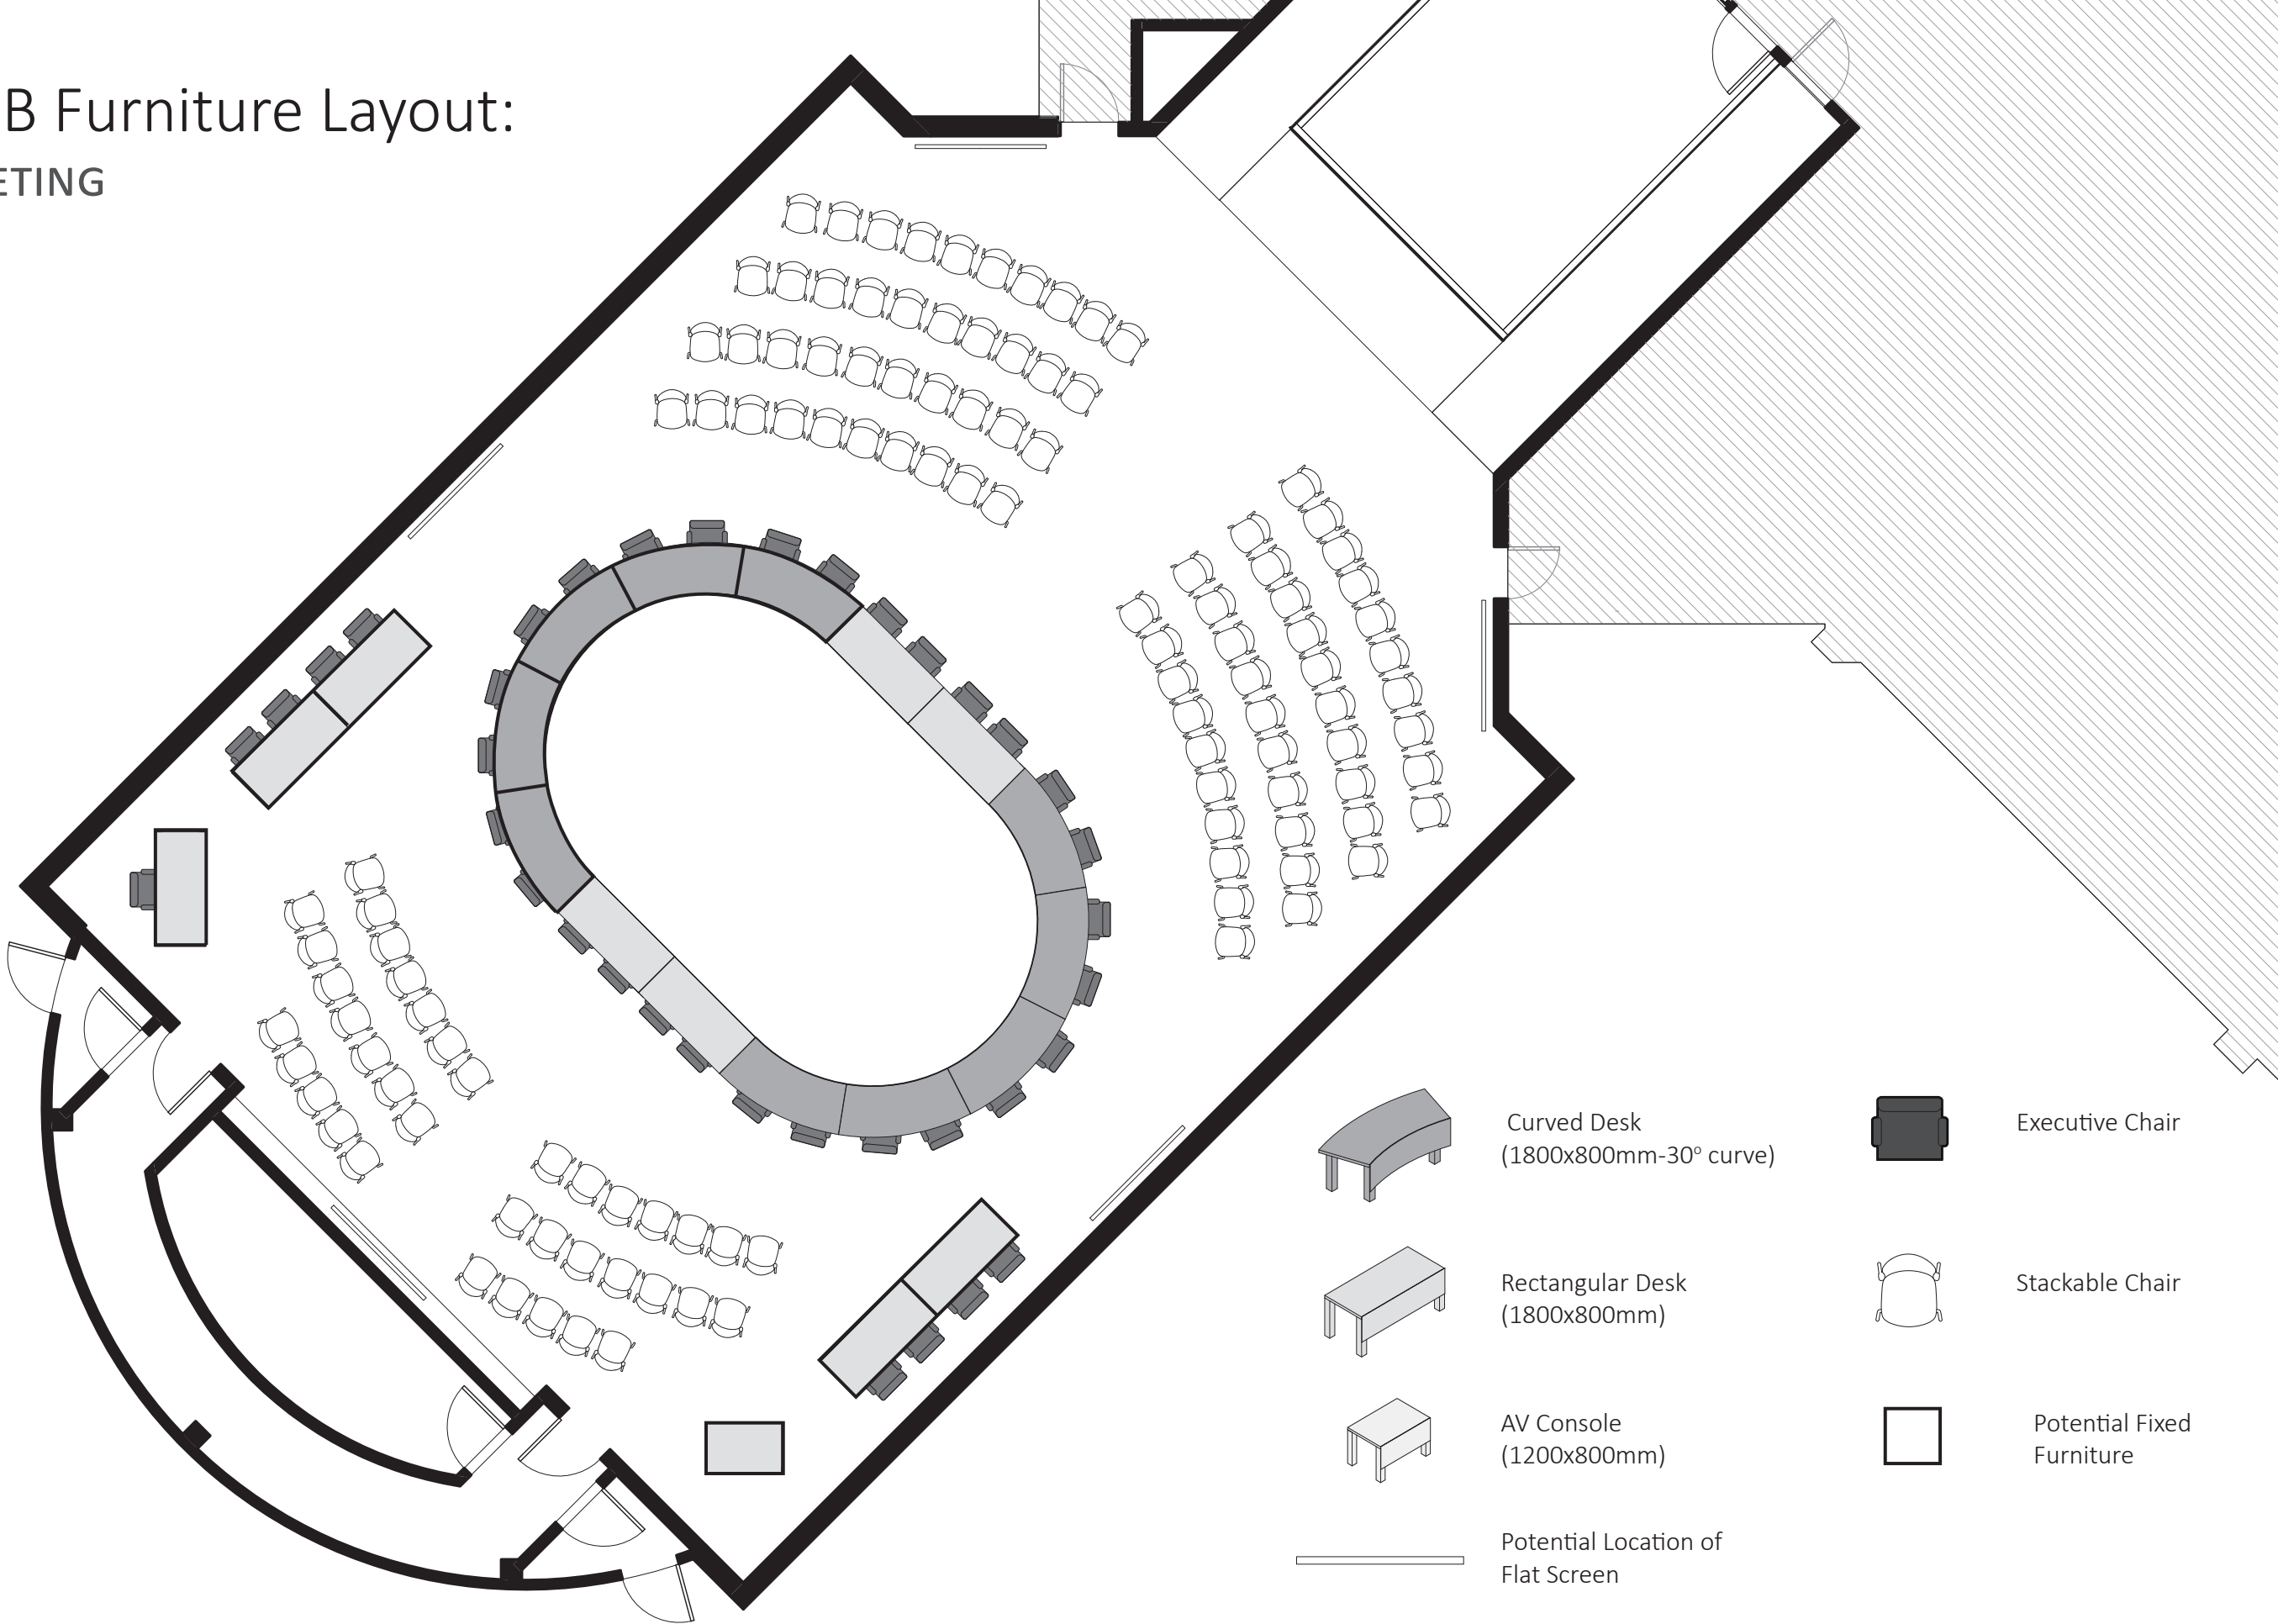 B Furniture Layout:
ETING
Curved Desk
(1800x800mm-30° curve)
Executive Chair
Rectangular Desk
(1800x800mm)
Stackable Chair
AV Console
(1200x800mm)
Potential Fixed
Furniture
Potential Location of
Flat Screen